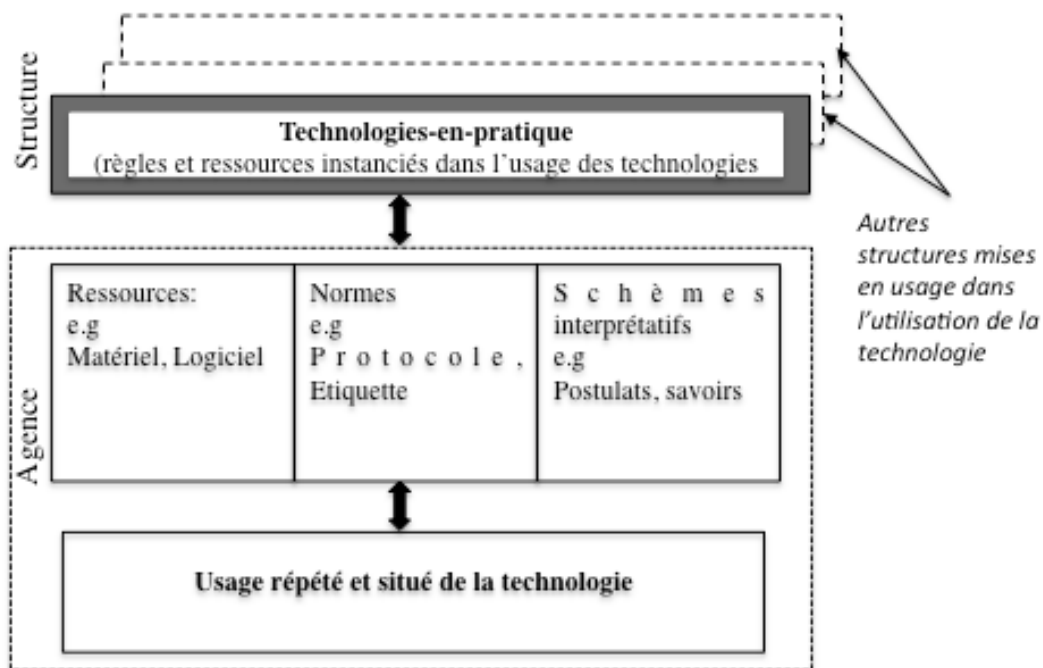 Structure
Technologies-en-pratique
(règles et ressources instanciés dans l'usage des technologies
Autres
structures mises
en usage dans
l'utilisation de la
technologie
Agence
Ressources:
e.g
Matériel, Logiciel
Normes
e.g
Protocole,
Etiquette
Schèmes
interprétatifs
e.g
Postulats, savoirs
Usage répété et situé de la technologie